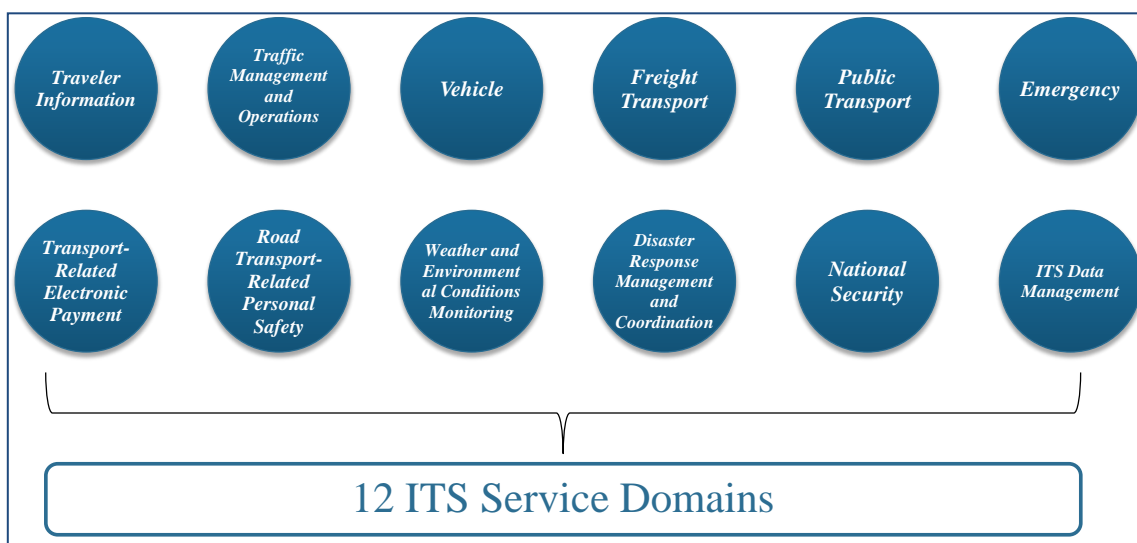 Traveler
Information
Traffic
Management
and
Operations
Vehicle
Freight
Transport
Public
Transport
Emergency
Transport-
Related
Electronic
Payment
Road
Transport-
Related
Personal
Safety
Weather and
Environment
al Conditions
Monitoring
Disaster
Response
Management
and
Coordination
National
Security
ITS Data
Management
12 ITS Service Domains